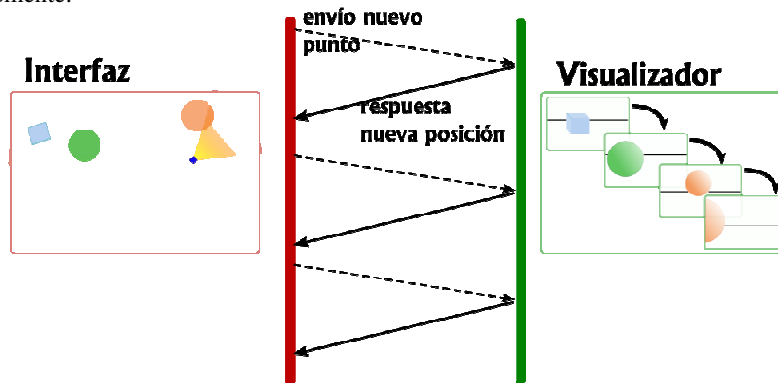 envío nuevo
punto
Interfaz
Visualizador
respuesta
nueva posición